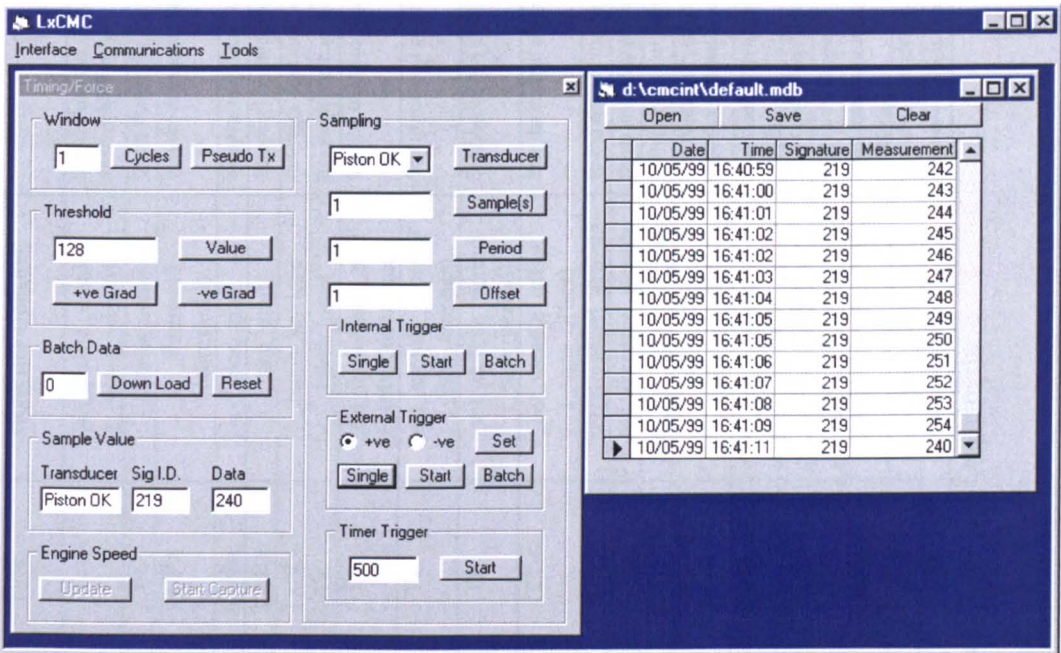 LxCMC
Interface Communications Tools
Timing/Force
Window
1 Cycles Pseudo Tx
Threshold
128 Value
+ve Grad -ve Grad
Batch Data
0 Down Load Reset
Sample Value
Transducer Sig I.D. Data
Piston OK 219 240
Engine Speed
Update Start Capture
Sampling
Piston OK Transducer
1 Sample(s)
1 Period
1 Offset
Internal Trigger
Single Start Batch
External Trigger
+ve -ve Set
Single Start Batch
Timer Trigger
500 Start
d:\cmcint\default.mdb
Open Save Clear
Date Time Signature Measurement
10/05/99 16:40:59 219 242
10/05/99 16:41:00 219 243
10/05/99 16:41:01 219 244
10/05/99 16:41:02 219 245
10/05/99 16:41:02 219 246
10/05/99 16:41:03 219 247
10/05/99 16:41:04 219 248
10/05/99 16:41:05 219 249
10/05/99 16:41:05 219 250
10/05/99 16:41:06 219 251
10/05/99 16:41:07 219 252
10/05/99 16:41:08 219 253
10/05/99 16:41:09 219 254
10/05/99 16:41:11 219 240